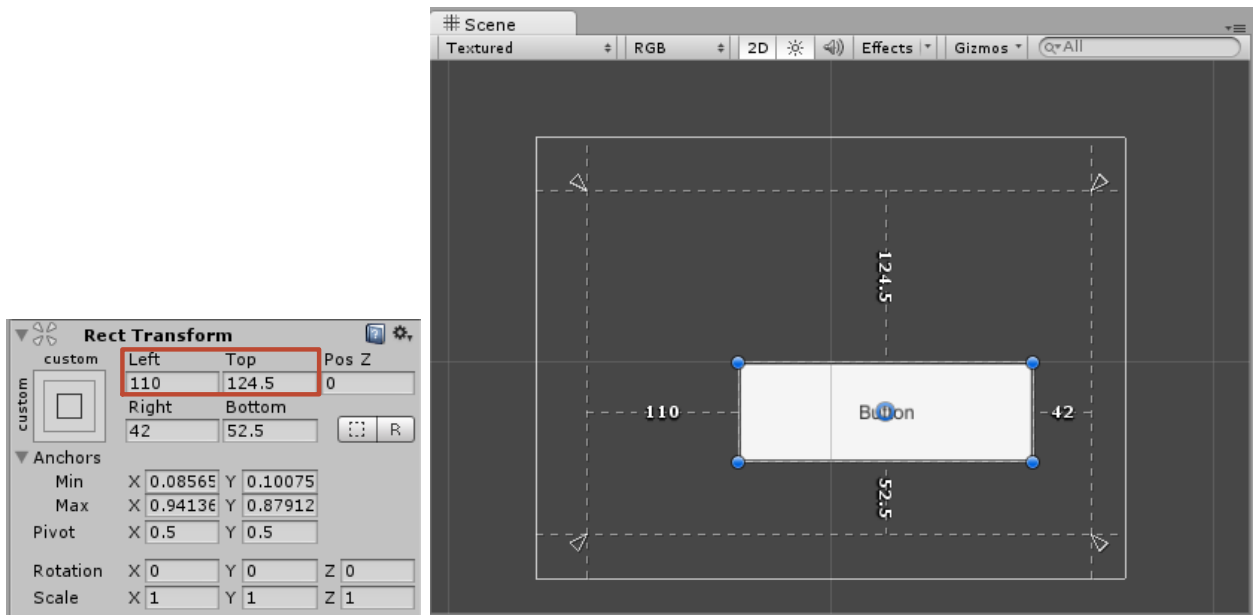 Rect Transform
custom
custom
Left Top Pos Z
110 124.5 0
Right Bottom
42 52.5 R
Anchors
Min X 0.08565 Y 0.10075
Max X 0.94136 Y 0.87912
Pivot X 0.5 Y 0.5
Rotation X 0 Y 0 Z 0
Scale X 1 Y 1 Z 1
Scene
Textured RGB 2D Effects Gizmos All
124.5
110 Button 42
52.5